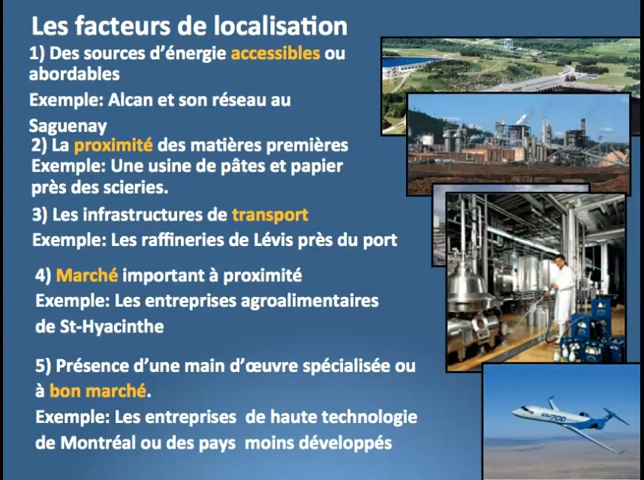 Les facteurs de localisation
1) Des sources d'énergie accessibles ou
abordables
Exemple: Alcan et son réseau au
Saguenay
2) La proximité des matières premières
Exemple: Une usine de pâtes et papier
près des scieries.
3) Les infrastructures de transport
Exemple: Les raffineries de Lévis près du port
4) Marché important à proximité
Exemple: Les entreprises agroalimentaires
de St-Hyacinthe
5) Présence d'une main d'œuvre spécialisée ou
à bon marché.
Exemple: Les entreprises de haute technologie
de Montréal ou des pays moins développés